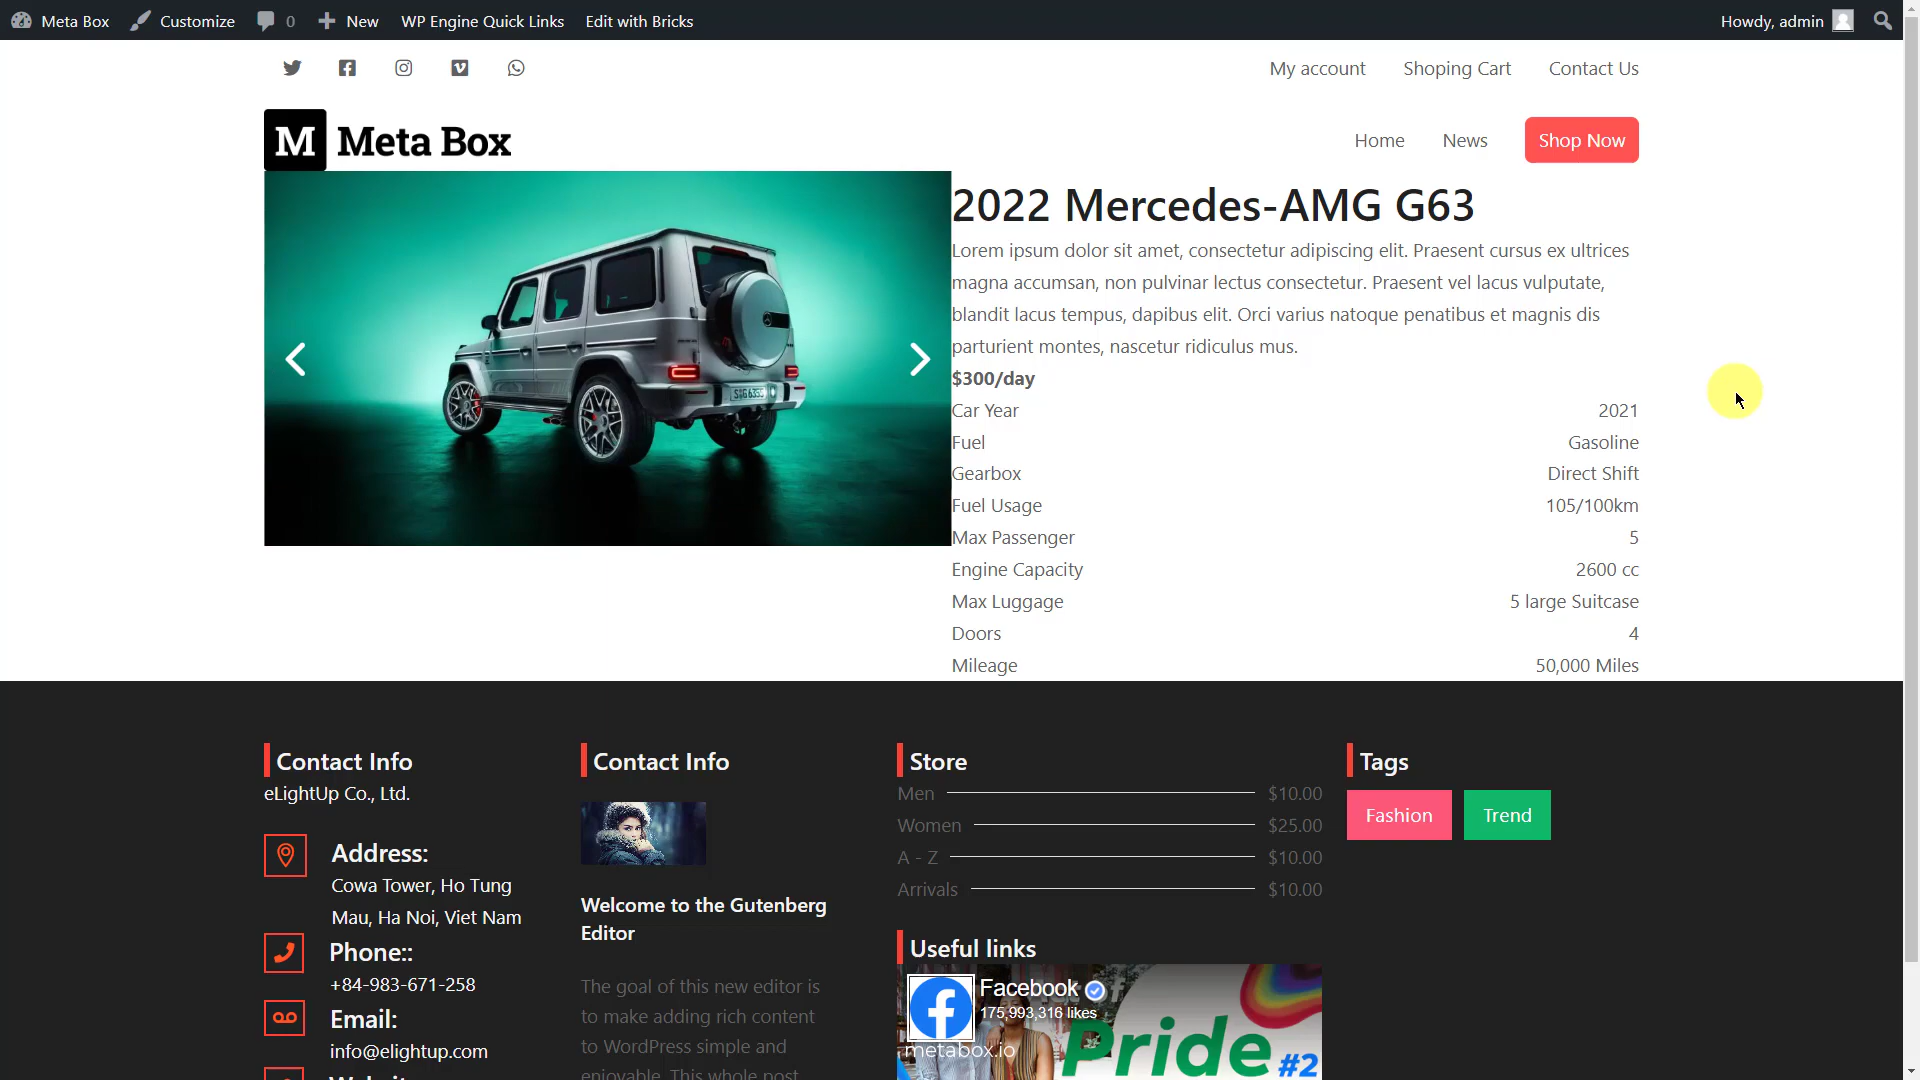 Meta Box Customize 0 New WP Engine Quick Links Edit with Bricks Howdy, admin
My account Shoping Cart Contact Us
M Meta Box Home News Shop Now
2022 Mercedes-AMG G63
Lorem ipsum dolor sit amet, consectetur adipiscing elit. Praesent cursus ex ultrices
magna accumsan, non pulvinar lectus consectetur. Praesent vel lacus vulputate,
blandit lacus tempus, dapibus elit. Orci varius natoque penatibus et magnis dis
parturient montes, nascetur ridiculus mus.
$300/day
Car Year 2021
Fuel Gasoline
Gearbox Direct Shift
Fuel Usage 105/100km
Max Passenger 5
Engine Capacity 2600 cc
Max Luggage 5 large Suitcase
Doors 4
Mileage 50,000 Miles
Contact Info
eLightUp Co., Ltd.
Address:
Cowa Tower, Ho Tung
Mau, Ha Noi, Viet Nam
Phone::
+84-983-671-258
Email:
info@elightup.com
Contact Info
Welcome to the Gutenberg
Editor
The goal of this new editor is
to make adding rich content
to WordPress simple and
enjoyable. This whole post
Store
Men $10.00
Women $25.00
A - Z $10.00
Arrivals $10.00
Useful links
Facebook
175,993,316 likes
metabox.io
Pride #2
Tags
Fashion Trend